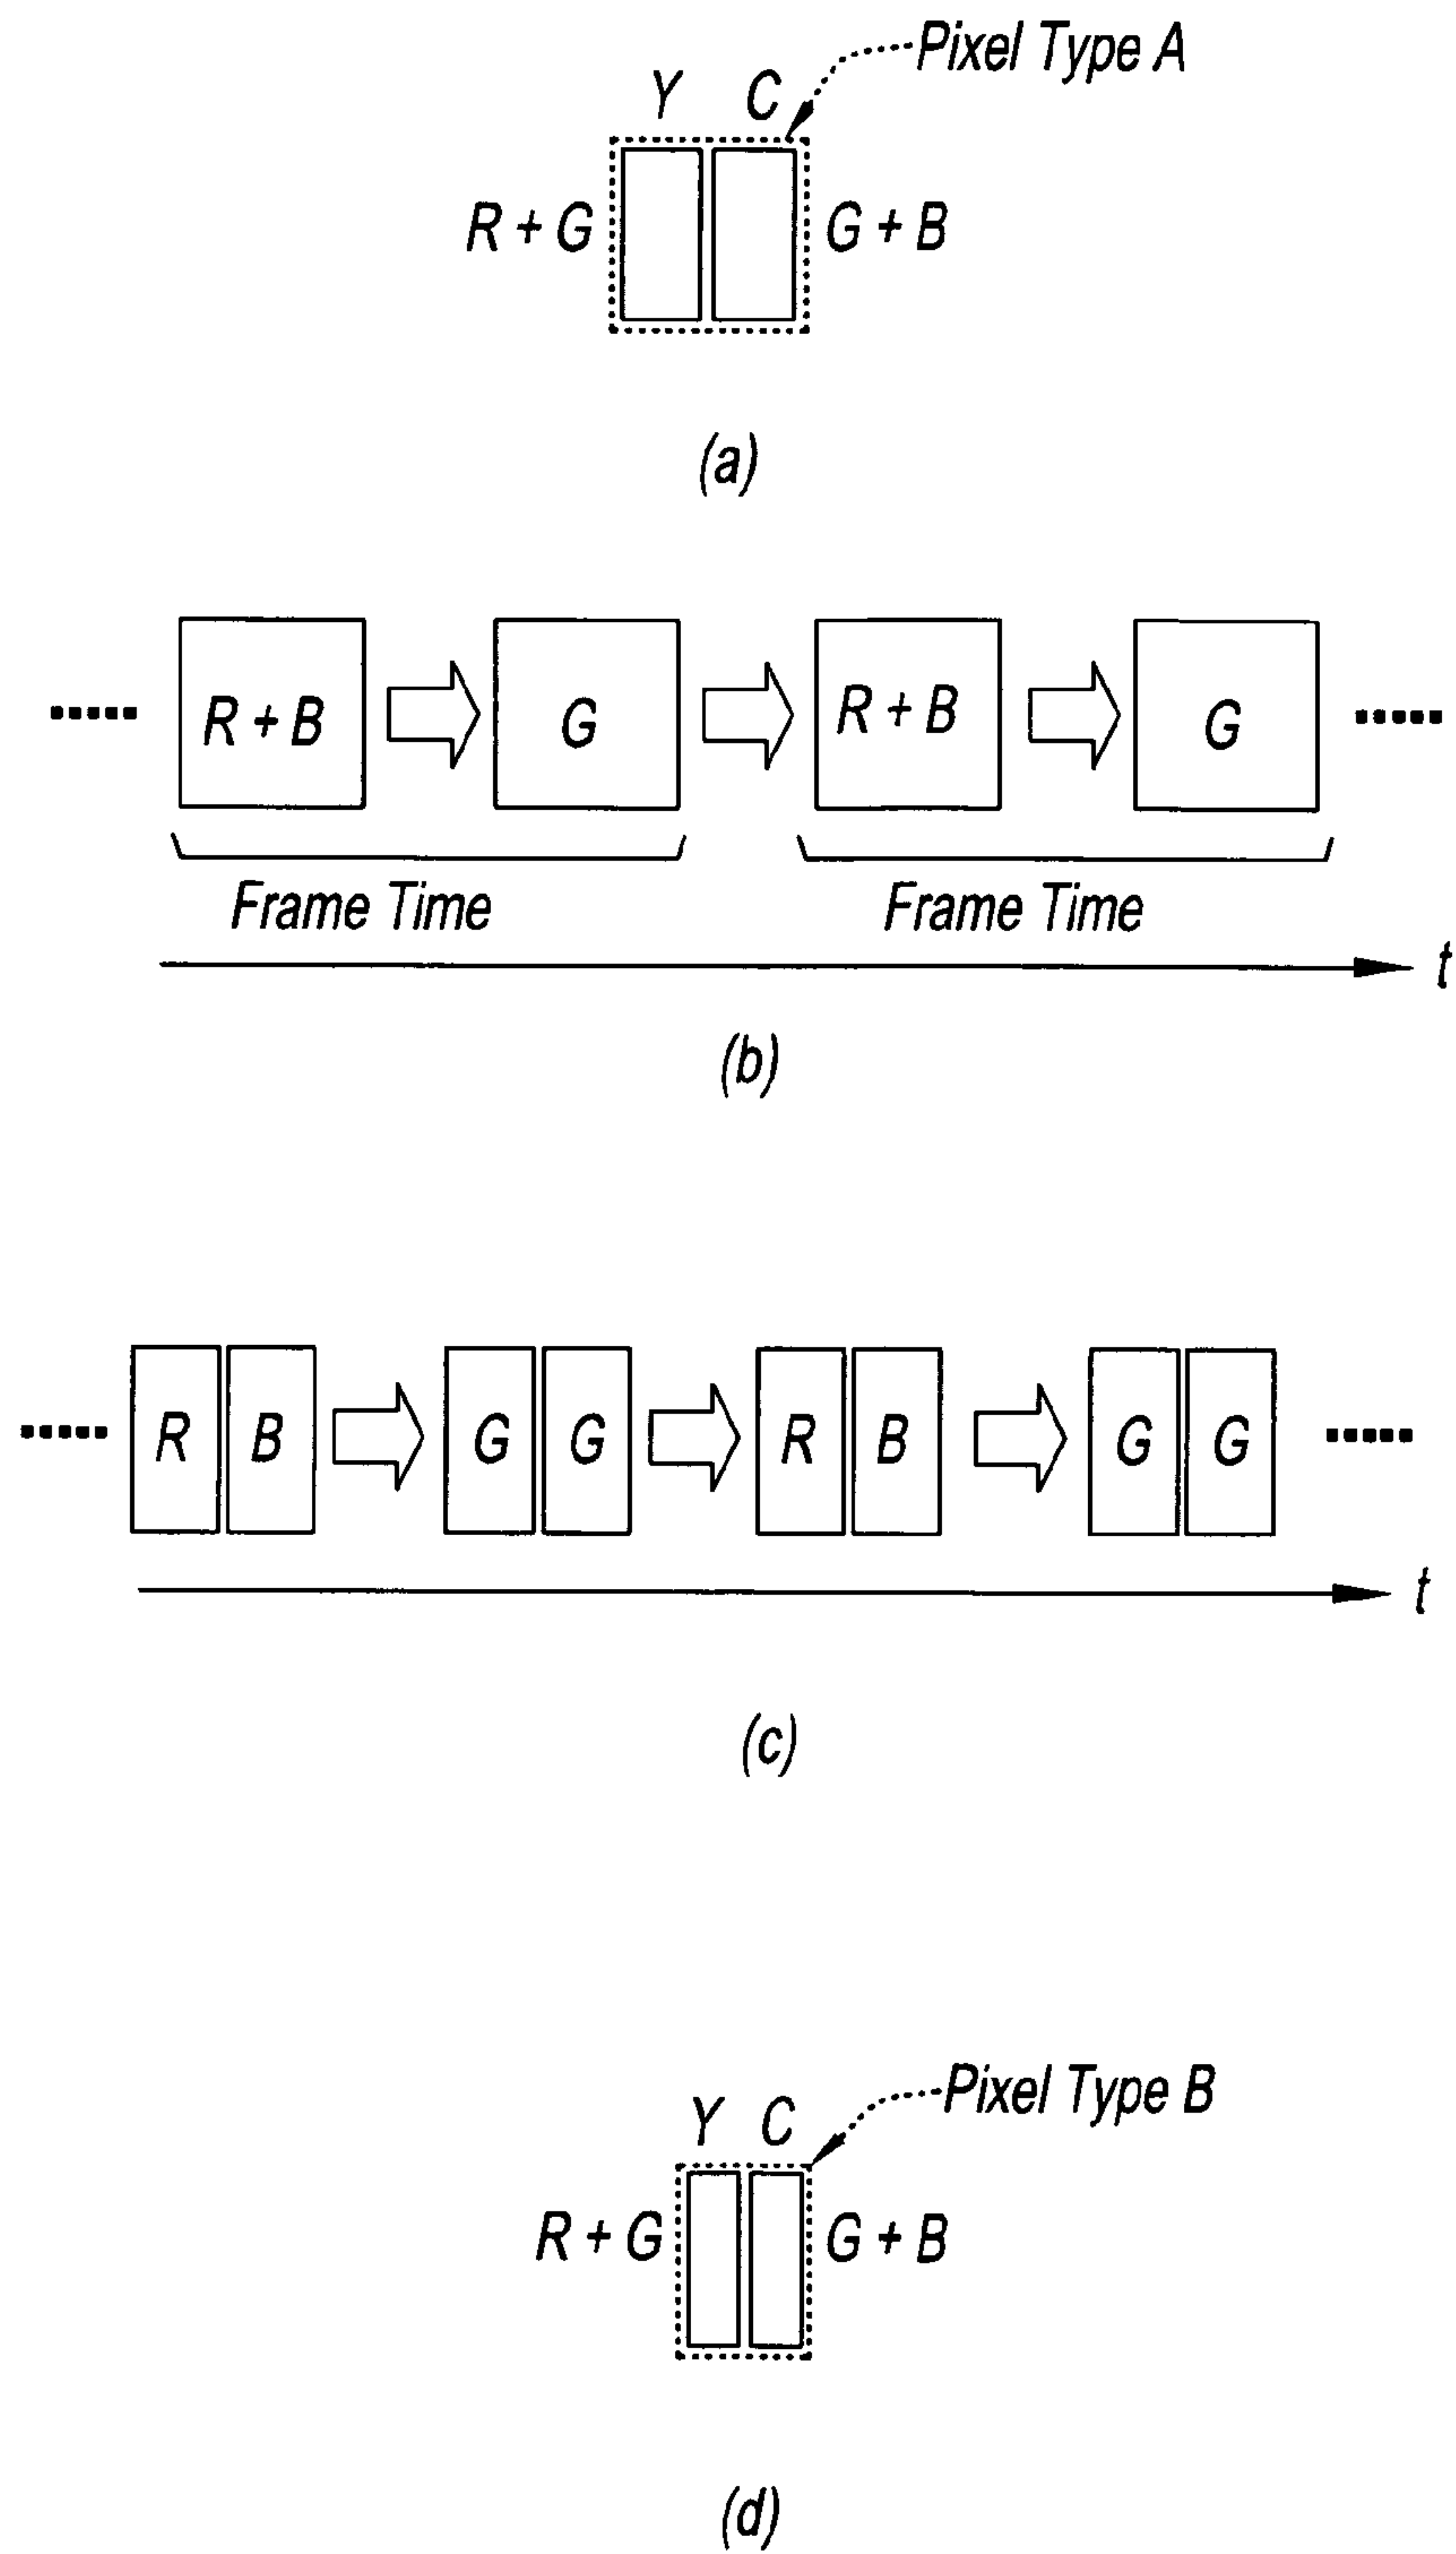 Pixel Type A
Y C
R + G G + B
(a)
R + B G R + B G
Frame Time Frame Time
t
(b)
R B G G R B G G
t
(c)
Pixel Type B
Y C
R + G G + B
(d)